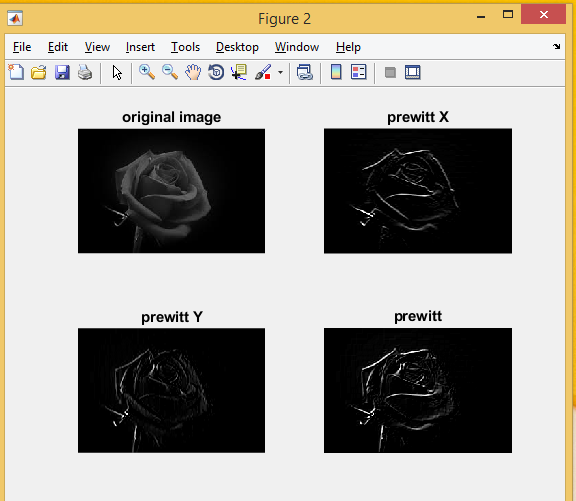 Figure 2
File Edit View Insert Tools Desktop Window Help
original image
prewitt X
prewitt Y
prewitt